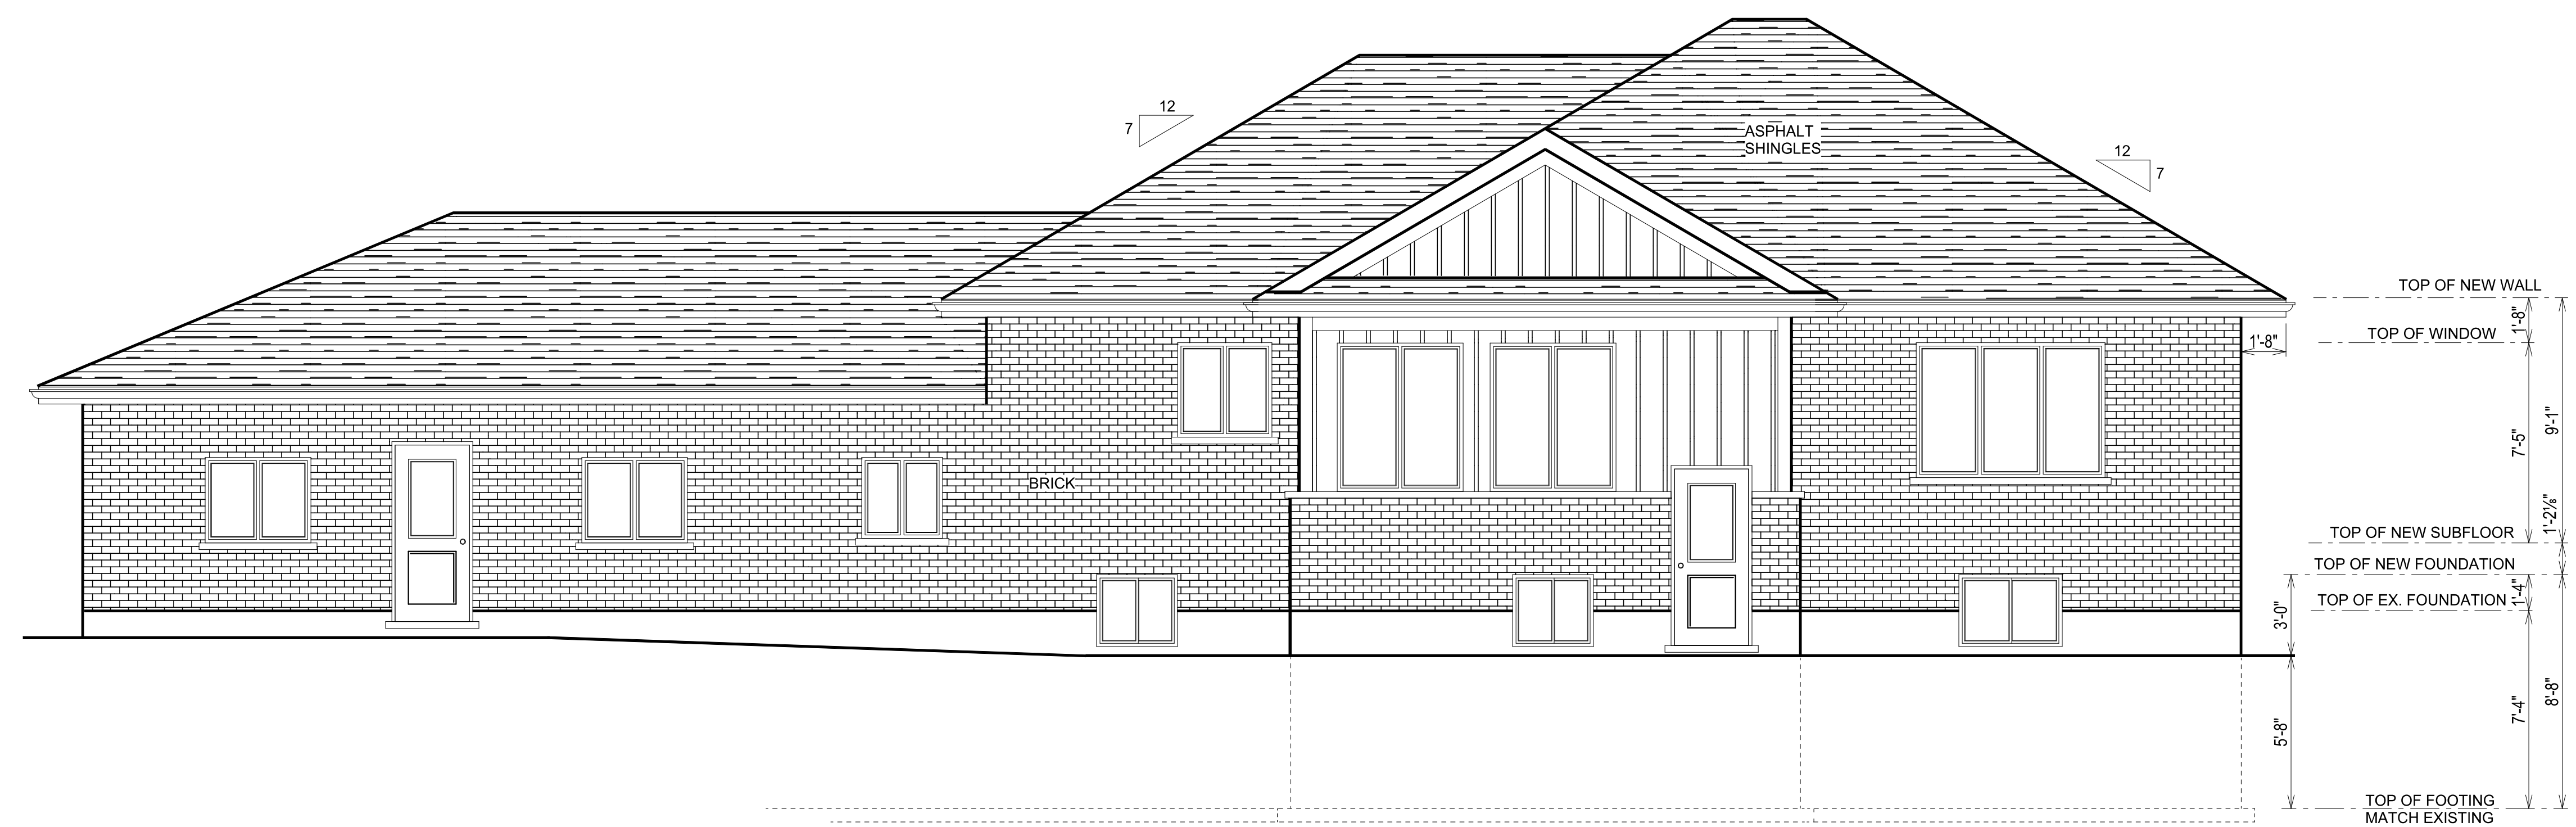 12
7
ASPHALT
SHINGLES
12
7
TOP OF NEW WALL
1'-8"
TOP OF WINDOW
1'-8"
9'-1"
7'-5"
BRICK
1'-2⅛"
TOP OF NEW SUBFLOOR
TOP OF NEW FOUNDATION
1'-4"
TOP OF EX. FOUNDATION
3'-0"
8'-8"
7'-4"
5'-8"
TOP OF FOOTING
MATCH EXISTING